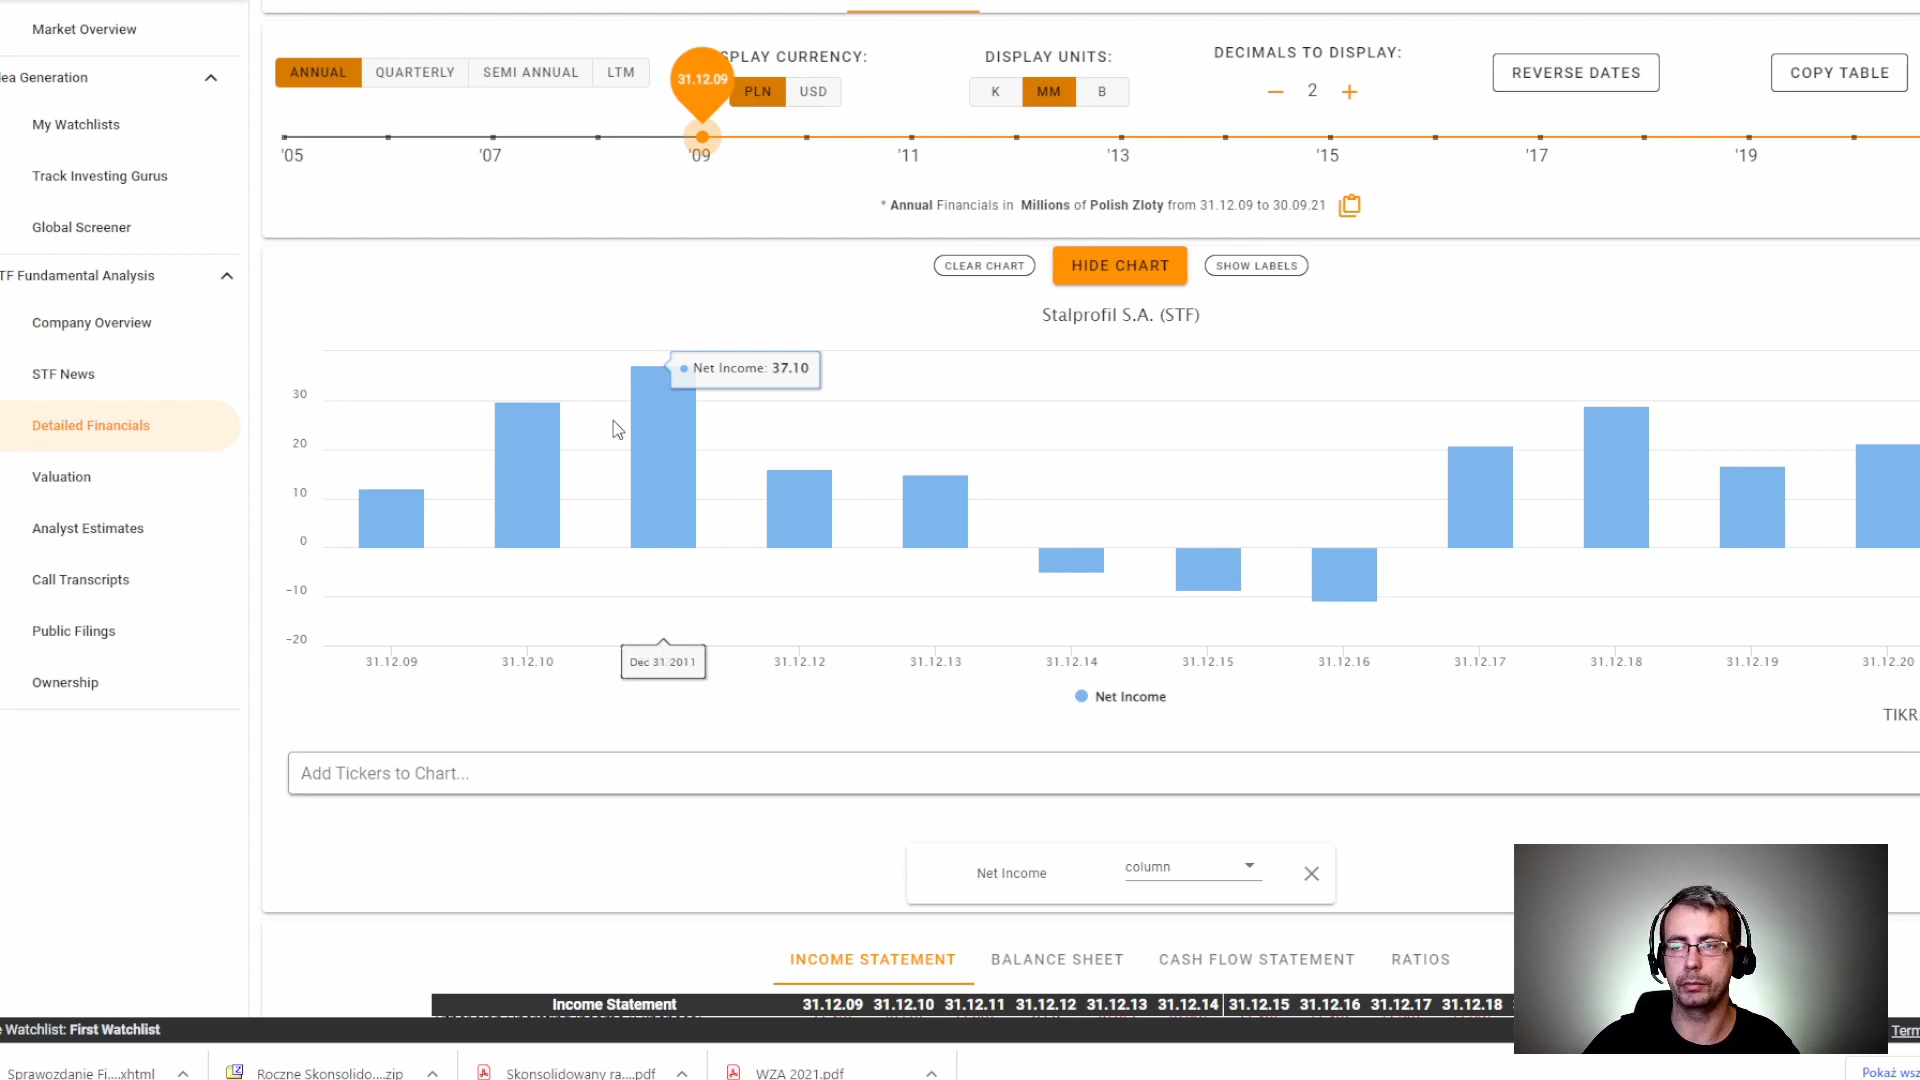 Market Overview
ea Generation
My Watchlists
Track Investing Gurus
Global Screener
TF Fundamental Analysis
Company Overview
STF News
Detailed Financials
Valuation
Analyst Estimates
Call Transcripts
Public Filings
Ownership
ANNUAL QUARTERLY SEMI ANNUAL LTM
31.12.09
SPLAY CURRENCY:
PLN USD
DISPLAY UNITS:
K MM B
DECIMALS TO DISPLAY:
— 2 +
REVERSE DATES
COPY TABLE
'05 '07 '09 '11 '13 '15 '17 '19
* Annual Financials in Millions of Polish Zloty from 31.12.09 to 30.09.21
CLEAR CHART HIDE CHART SHOW LABELS
Stalprofil S.A. (STF)
Net Income: 37.10
30
20
10
0
−10
−20
31.12.09 31.12.10 Dec 31.2011 31.12.12 31.12.13 31.12.14 31.12.15 31.12.16 31.12.17 31.12.18 31.12.19 31.12.20
Net Income
TIKR.
Add Tickers to Chart...
Net Income column
INCOME STATEMENT BALANCE SHEET CASH FLOW STATEMENT RATIOS
Income Statement 31.12.09 31.12.10 31.12.11 31.12.12 31.12.13 31.12.14 31.12.15 31.12.16 31.12.17 31.12.18
e Watchlist: First Watchlist
Term
Sprawozdanie Fi....xhtml Roczne Skonsolido....zip Skonsolidowany ra....pdf WZA 2021.pdf
Pokaż wsz